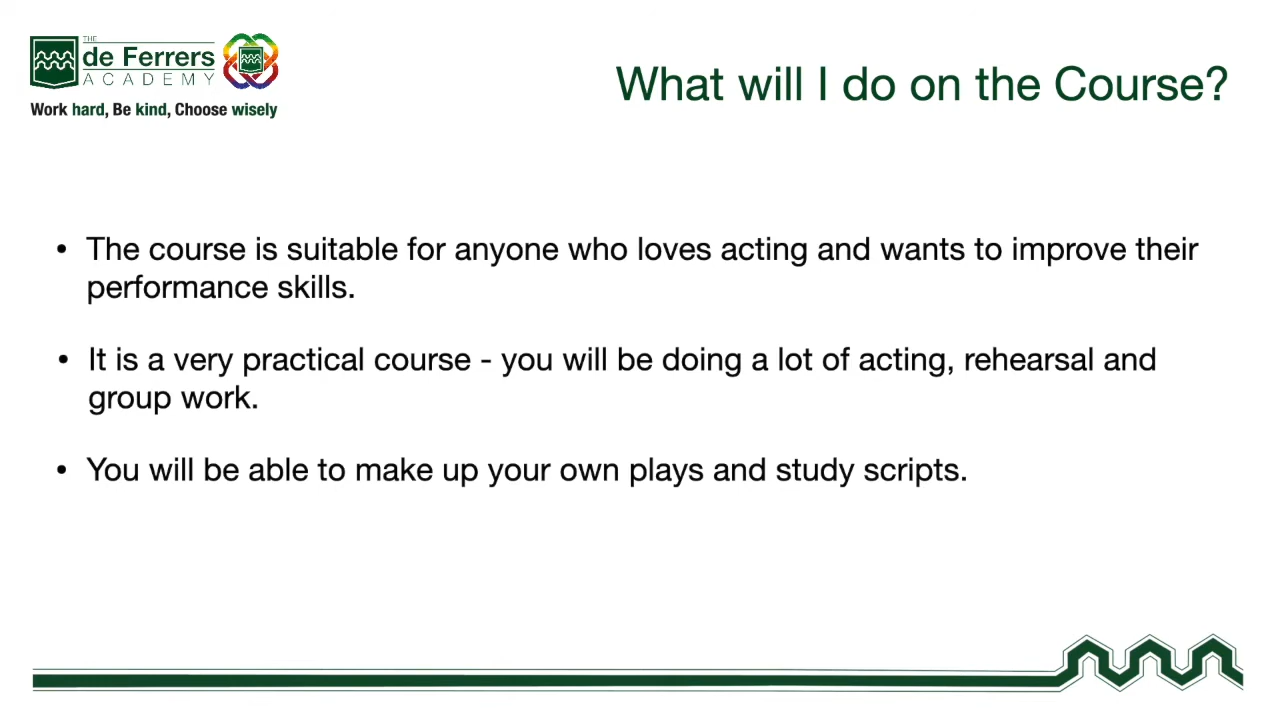 THE
de Ferrers
ACADEMY
Work hard, Be kind, Choose wisely
What will I do on the Course?
• The course is suitable for anyone who loves acting and wants to improve their
performance skills.
• It is a very practical course - you will be doing a lot of acting, rehearsal and
group work.
• You will be able to make up your own plays and study scripts.